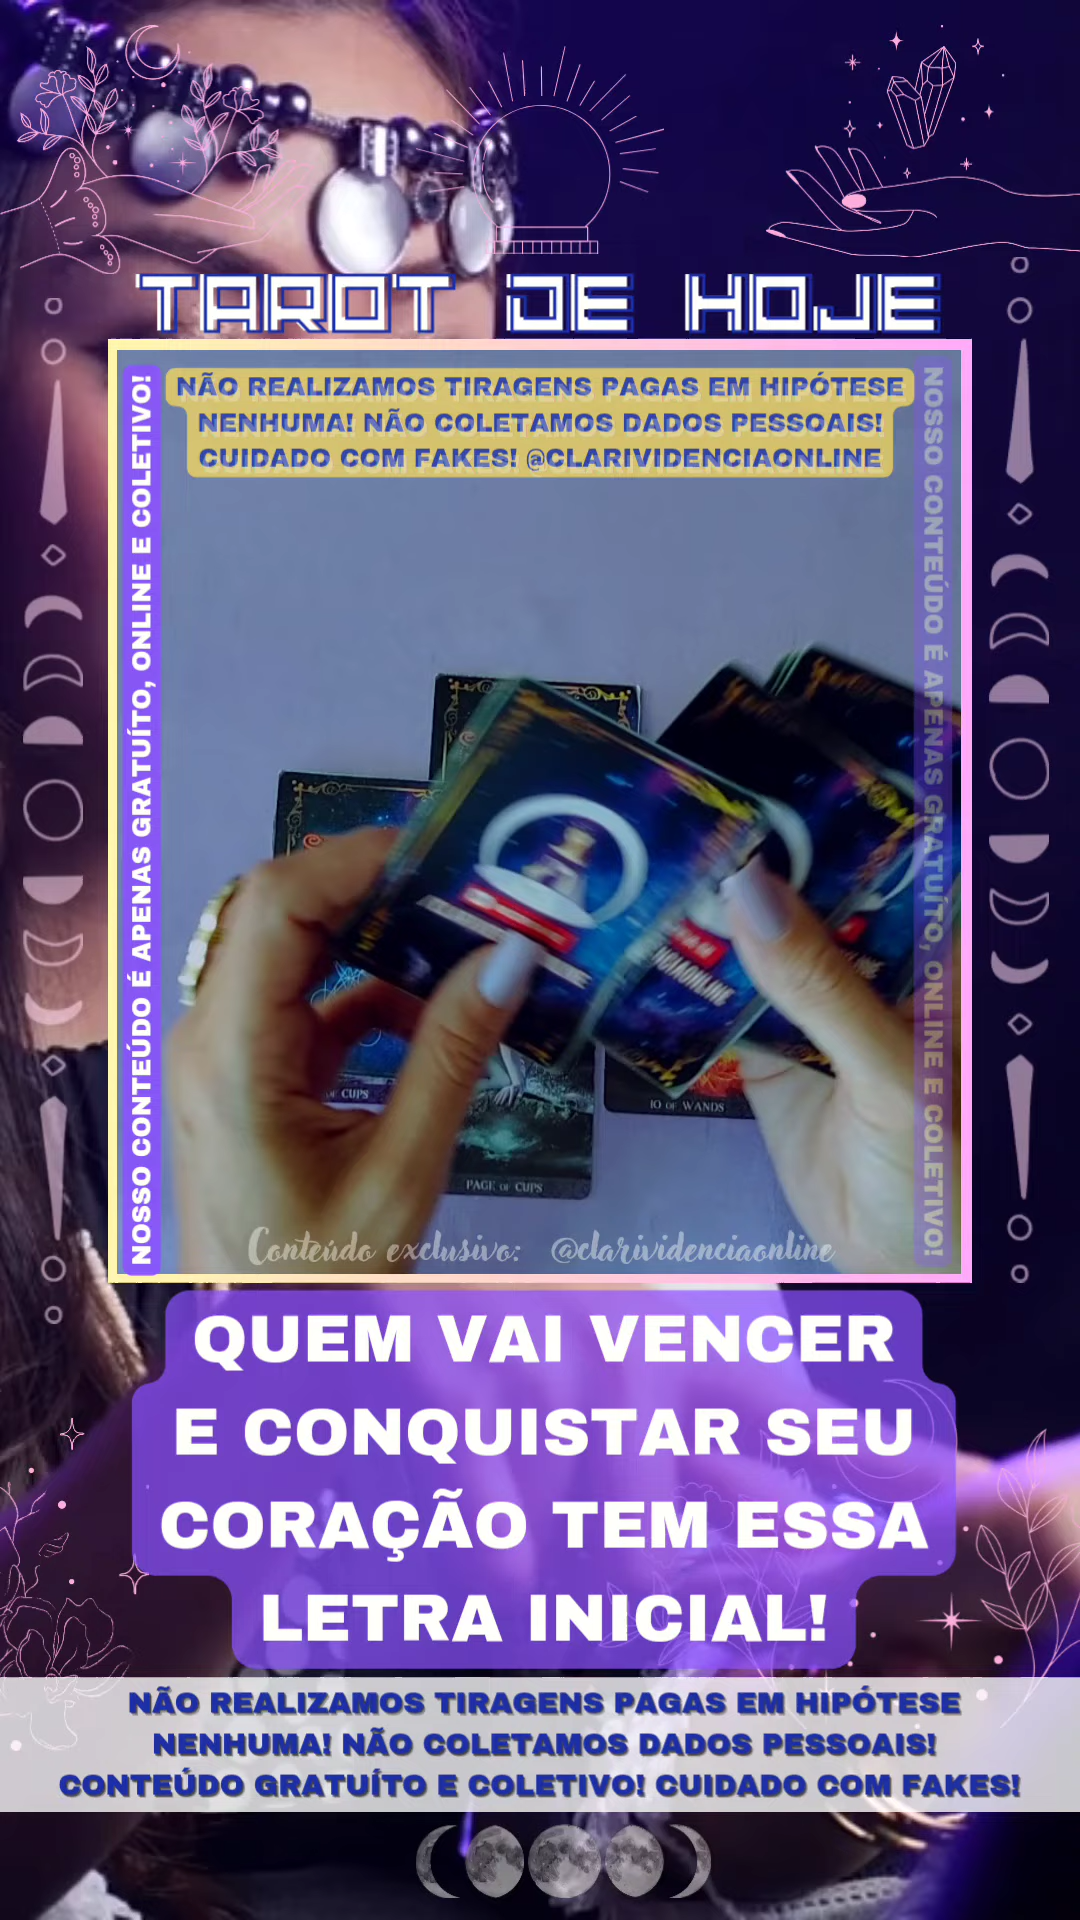 TAROT DE HOJE
NÃO REALIZAMOS TIRAGENS PAGAS EM HIPÓTESE
NENHUMA! NÃO COLETAMOS DADOS PESSOAIS!
CUIDADO COM FAKES! @CLARIVIDENCIAONLINE
NOSSO CONTEÚDO É APENAS GRATUÍTO, ONLINE E COLETIVO!
NOSSO CONTEÚDO É APENAS GRATUÍTO, ONLINE E COLETIVO!
OF CUPS
10 OF WANDS
PAGE OF CUPS
Conteúdo exclusivo: @clarividenciaonline
QUEM VAI VENCER
E CONQUISTAR SEU
CORAÇÃO TEM ESSA
LETRA INICIAL!
NÃO REALIZAMOS TIRAGENS PAGAS EM HIPÓTESE
NENHUMA! NÃO COLETAMOS DADOS PESSOAIS!
CONTEÚDO GRATUÍTO E COLETIVO! CUIDADO COM FAKES!